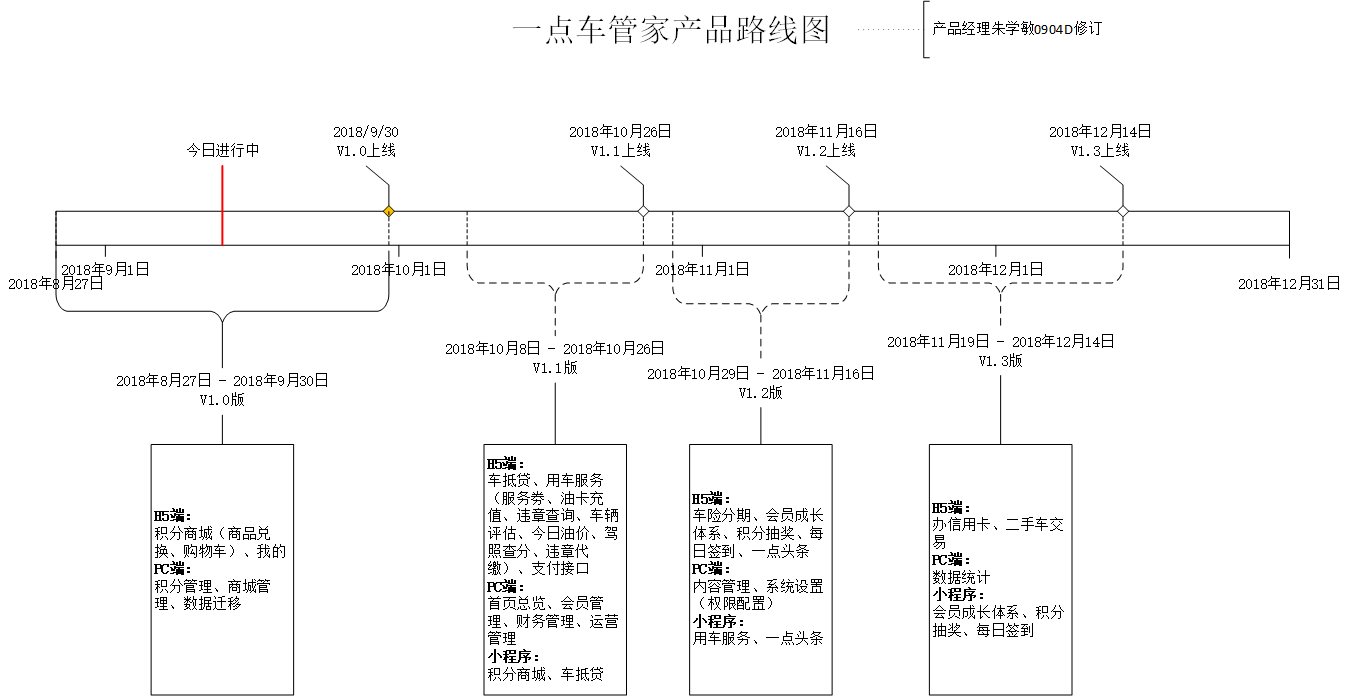 一点车管家产品路线图
产品经理朱学敏0904D修订
今日进行中
2018/9/30
V1.0上线
2018年10月26日
V1.1上线
2018年11月16日
V1.2上线
2018年12月14日
V1.3上线
2018年8月27日
2018年9月1日
2018年10月1日
2018年11月1日
2018年12月1日
2018年12月31日
2018年8月27日 - 2018年9月30日
V1.0版
2018年10月8日 - 2018年10月26日
V1.1版
2018年10月29日 - 2018年11月16日
V1.2版
2018年11月19日 - 2018年12月14日
V1.3版
H5端：
积分商城（商品兑
换、购物车）、我的
PC端：
积分管理、商城管
理、数据迁移
H5端：
车抵贷、用车服务
（服务券、油卡充
值、违章查询、车辆
评估、今日油价、驾
照查分、违章代
缴）、支付接口
PC端：
首页总览、会员管
理、财务管理、运营
管理
小程序：
积分商城、车抵贷
H5端：
车险分期、会员成长
体系、积分抽奖、每
日签到、一点头条
PC端：
内容管理、系统设置
（权限配置）
小程序：
用车服务、一点头条
H5端：
办信用卡、二手车交
易
PC端：
数据统计
小程序：
会员成长体系、积分
抽奖、每日签到